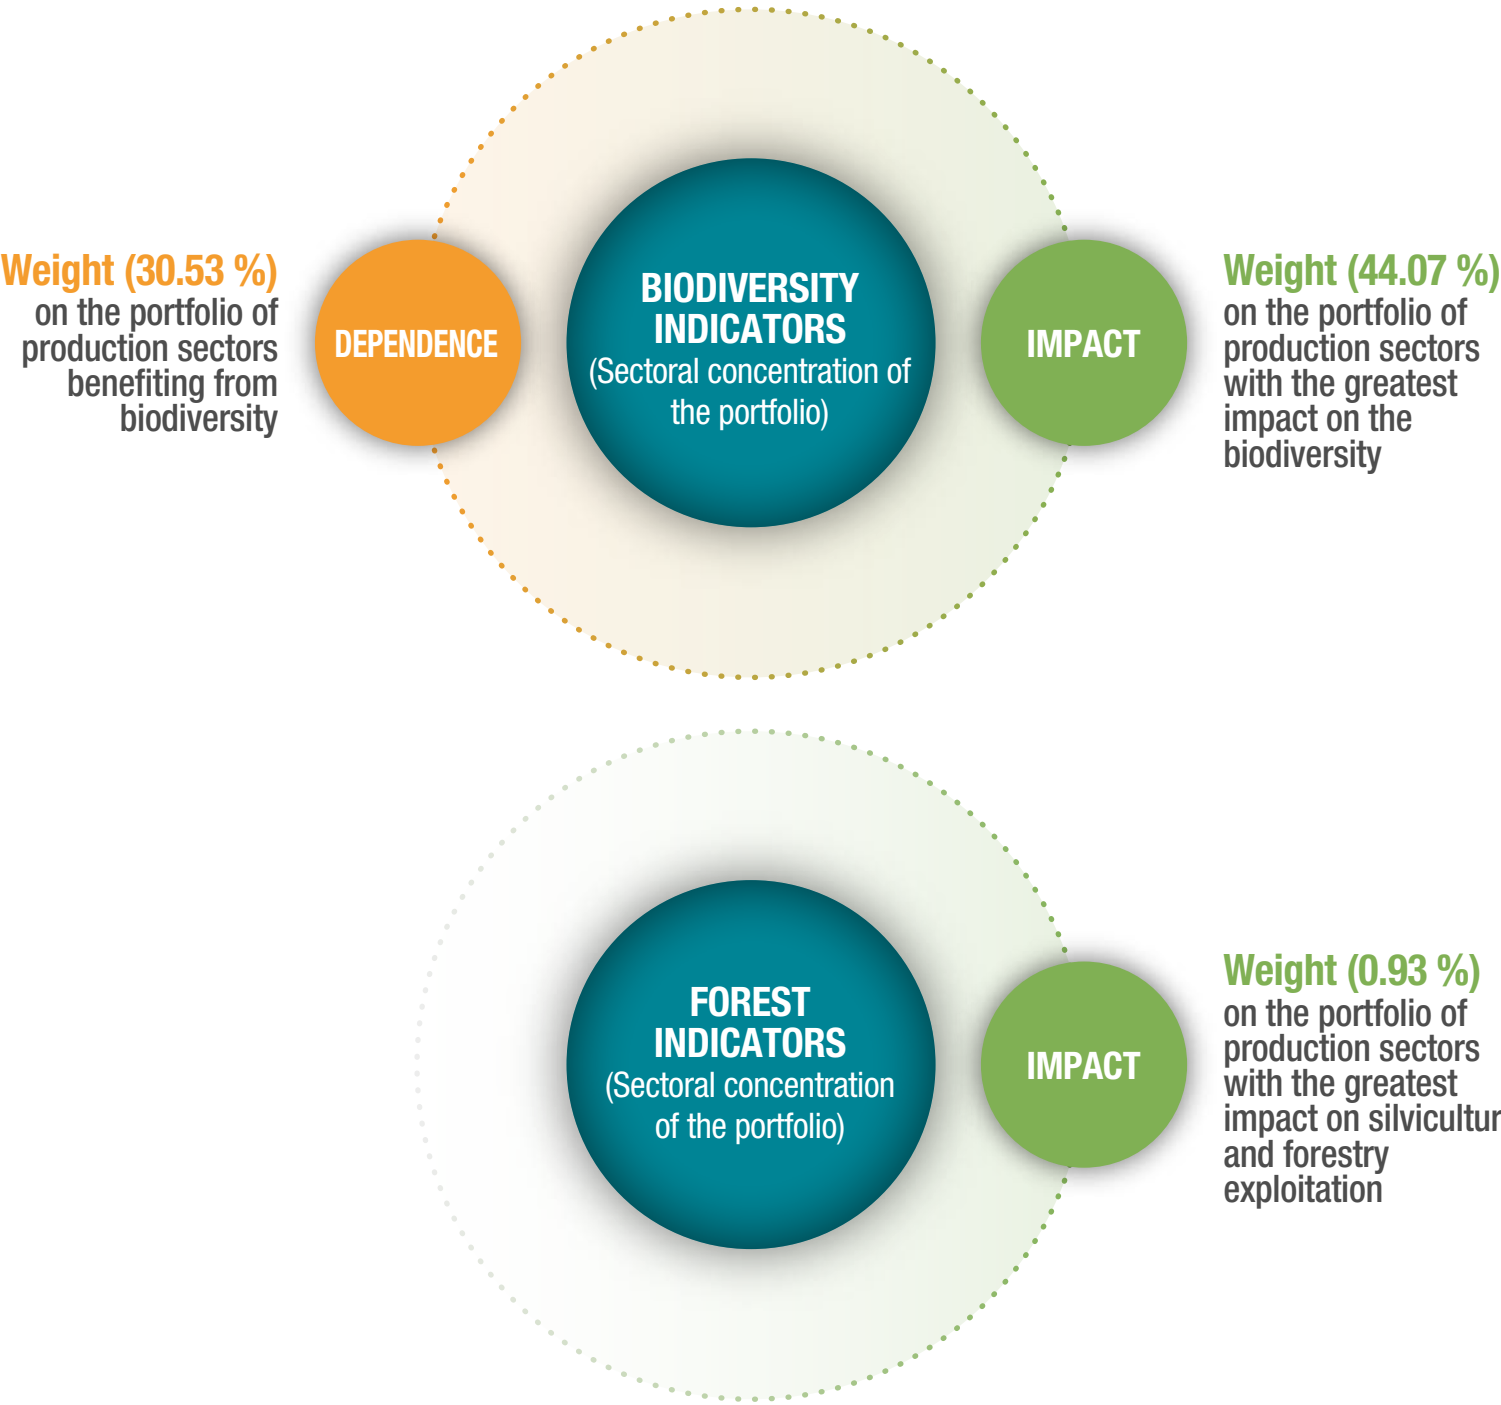 Weight (30.53 %)
on the portfolio of
production sectors
benefiting from
biodiversity
DEPENDENCE
BIODIVERSITY
INDICATORS
(Sectoral concentration of
the portfolio)
IMPACT
Weight (44.07 %)
on the portfolio of
production sectors
with the greatest
impact on the
biodiversity
FOREST
INDICATORS
(Sectoral concentration
of the portfolio)
IMPACT
Weight (0.93 %)
on the portfolio of
production sectors
with the greatest
impact on silvicultur
and forestry
exploitation